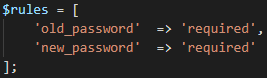 $rules = [
    'old_password'  => 'required',
    'new_password'  => 'required'
];